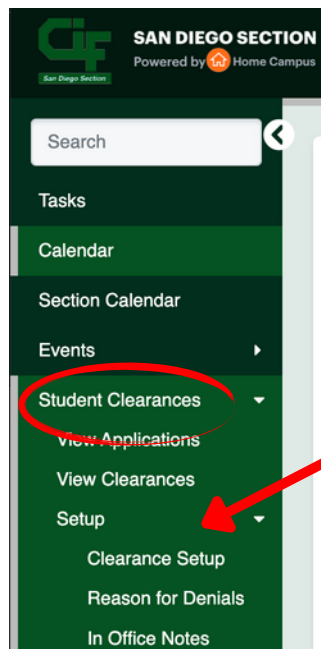 CIF
San Diego Section
SAN DIEGO SECTION
Powered by Home Campus
Search
Tasks
Calendar
Section Calendar
Events
Student Clearances
View Applications
View Clearances
Setup
Clearance Setup
Reason for Denials
In Office Notes